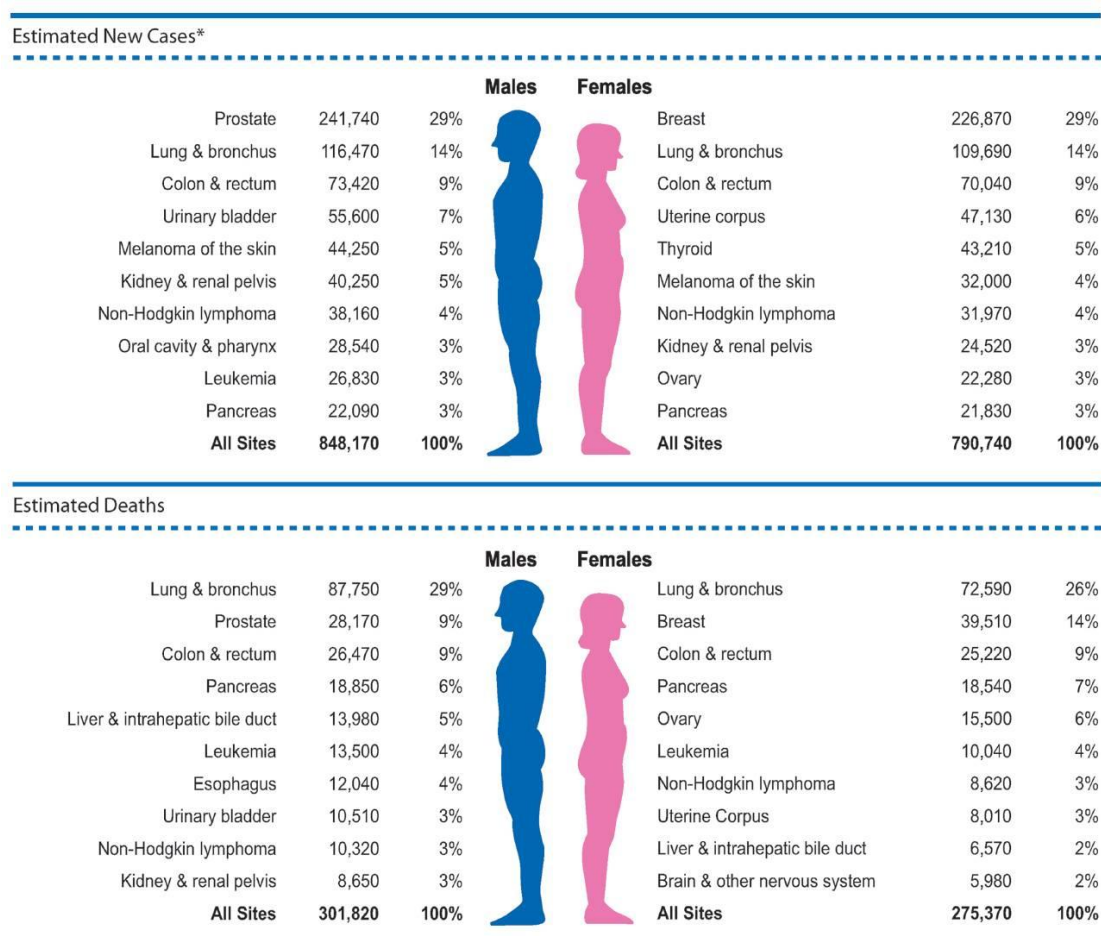 Estimated New Cases*
Males Females
Prostate 241,740 29% Breast 226,870 29%
Lung & bronchus 116,470 14% Lung & bronchus 109,690 14%
Colon & rectum 73,420 9% Colon & rectum 70,040 9%
Urinary bladder 55,600 7% Uterine corpus 47,130 6%
Melanoma of the skin 44,250 5% Thyroid 43,210 5%
Kidney & renal pelvis 40,250 5% Melanoma of the skin 32,000 4%
Non-Hodgkin lymphoma 38,160 4% Non-Hodgkin lymphoma 31,970 4%
Oral cavity & pharynx 28,540 3% Kidney & renal pelvis 24,520 3%
Leukemia 26,830 3% Ovary 22,280 3%
Pancreas 22,090 3% Pancreas 21,830 3%
All Sites 848,170 100% All Sites 790,740 100%
Estimated Deaths
Males Females
Lung & bronchus 87,750 29% Lung & bronchus 72,590 26%
Prostate 28,170 9% Breast 39,510 14%
Colon & rectum 26,470 9% Colon & rectum 25,220 9%
Pancreas 18,850 6% Pancreas 18,540 7%
Liver & intrahepatic bile duct 13,980 5% Ovary 15,500 6%
Leukemia 13,500 4% Leukemia 10,040 4%
Esophagus 12,040 4% Non-Hodgkin lymphoma 8,620 3%
Urinary bladder 10,510 3% Uterine Corpus 8,010 3%
Non-Hodgkin lymphoma 10,320 3% Liver & intrahepatic bile duct 6,570 2%
Kidney & renal pelvis 8,650 3% Brain & other nervous system 5,980 2%
All Sites 301,820 100% All Sites 275,370 100%